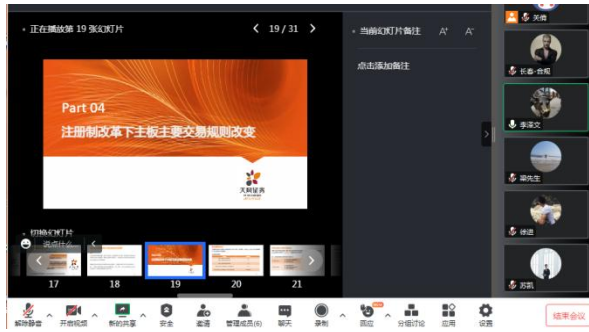 正在播放第 19 张幻灯片
19 / 31
当前幻灯片备注
A+
A-
点击添加备注
Part 04
注册制改革下主板主要交易规则改变
切换幻灯片
说点什么
17
18
19
20
21
关倩
长春-合规
李泽文
梁先生
徐进
苏凯
解除静音
开启视频
新的共享
安全
邀请
管理成员(6)
聊天
录制
回应
分组讨论
应用
设置
结束会议